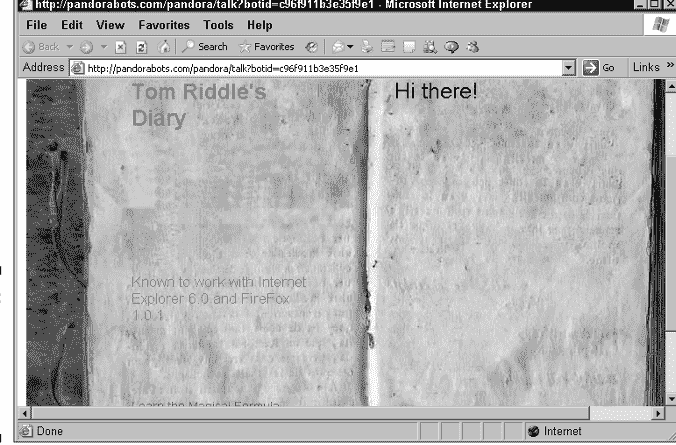 http://pandorabots.com/pandora/talk?botid=c96f911b3e35f9e1 - Microsoft Internet Explorer
File Edit View Favorites Tools Help
Back Search Favorites
Address http://pandorabots.com/pandora/talk?botid=c96f911b3e35f9e1 Go Links »
Tom Riddle's
Diary
Hi there!
Known to work with Internet
Explorer 6.0 and FireFox
1.0.1
Learn the Magical Formula
Done Internet